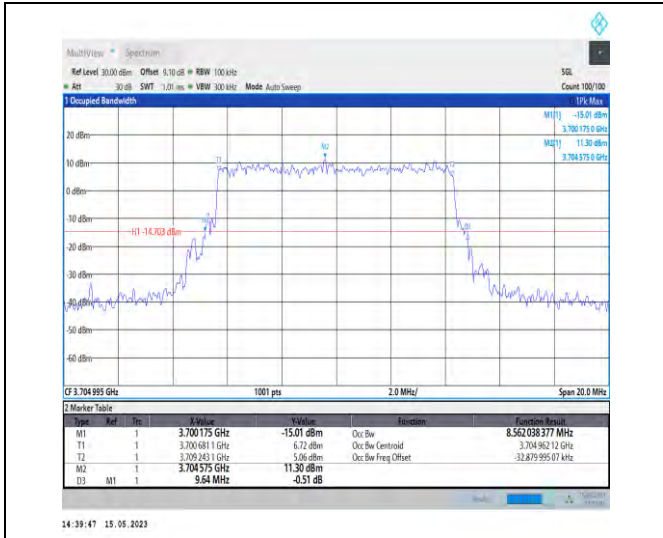 MultiView Spectrum
Ref Level 30.00 dBm Offset 9.10 dB RBW 100 kHz SGL
Att 30 dB SWT 1.01 ms VBW 300 kHz Mode Auto Sweep Count 100/100
1 Occupied Bandwidth 1Pk Max
M1[1] -15.01 dBm
3.700 175 0 GHz
20 dBm M2[1] 11.30 dBm
3.704 575 0 GHz
M2
10 dBm T1
0 dBm
-10 dBm
H1 -14.703 dBm
-20 dBm
-30 dBm
-40 dBm
-50 dBm
-60 dBm
CF 3.704 995 GHz 1001 pts 2.0 MHz/ Span 20.0 MHz
2 Marker Table
Type Ref Trc X-Value Y-Value Function Function Result
M1 1 3.700 175 GHz -15.01 dBm Occ Bw 8.562 038 377 MHz
T1 1 3.700 681 1 GHz 6.72 dBm Occ Bw Centroid 3.704 962 12 GHz
T2 1 3.709 243 1 GHz 5.06 dBm Occ Bw Freq Offset -32.879 995 07 kHz
M2 1 3.704 575 GHz 11.30 dBm
D3 M1 1 9.64 MHz -0.51 dB
14:39:47 15.05.2023